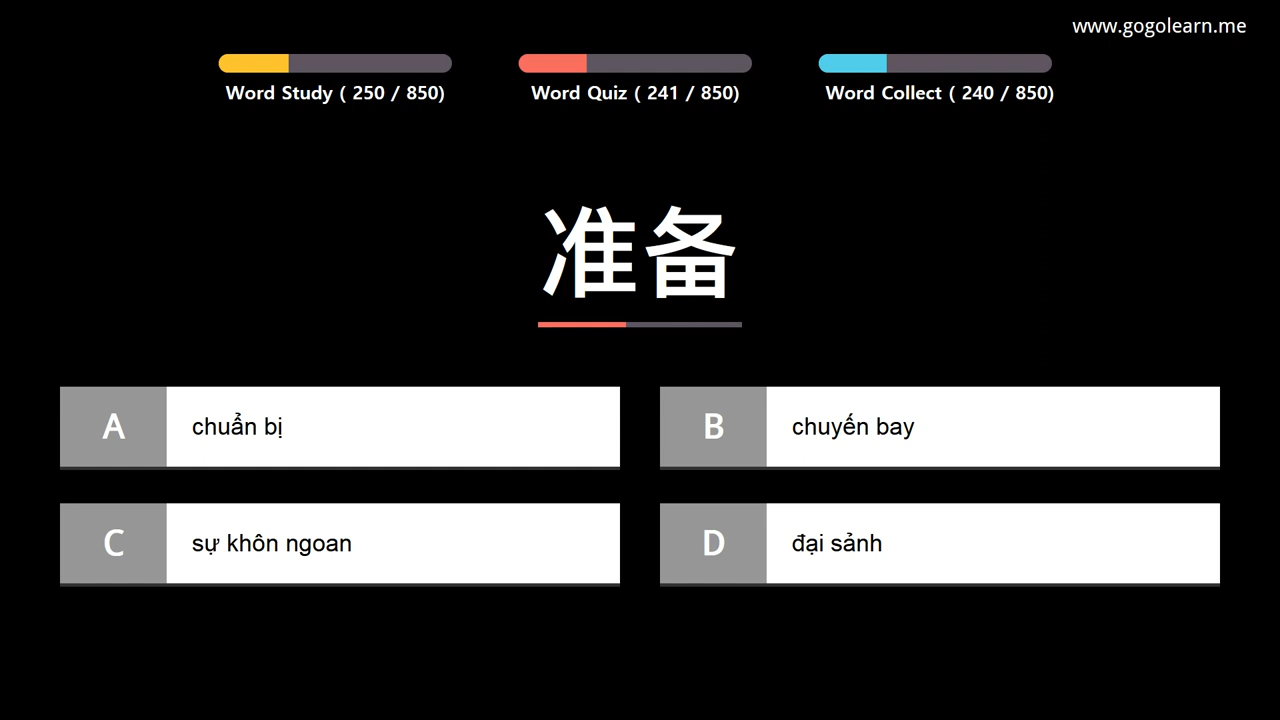 www.gogolearn.me
Word Study ( 250 / 850)
Word Quiz ( 241 / 850)
Word Collect ( 240 / 850)
准备
A chuẩn bị
B chuyến bay
C sự khôn ngoan
D đại sảnh